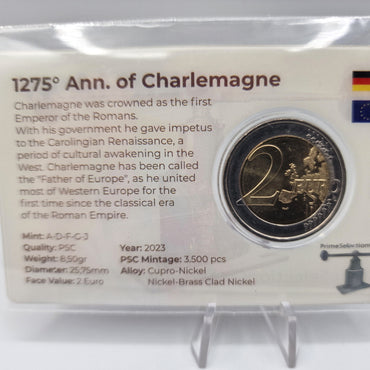 1275° Ann. of Charlemagne
Charlemagne was crowned as the first
Emperor of the Romans.
With his government he gave impetus
to the Carolingian Renaissance, a
period of cultural awakening in the
West. Charlemagne has been called
the "Father of Europe", as he united
most of Western Europe for the
first time since the classical era
of the Roman Empire.
2 EURO
Mint: A-D-F-G-J
Quality: PSC
Weight: 8,50gr
Diameter: 25,75mm
Face Value: 2 Euro
Year: 2023
PSC Mintage: 3,500 pcs
Alloy: Cupro-Nickel
Nickel-Brass Clad Nickel